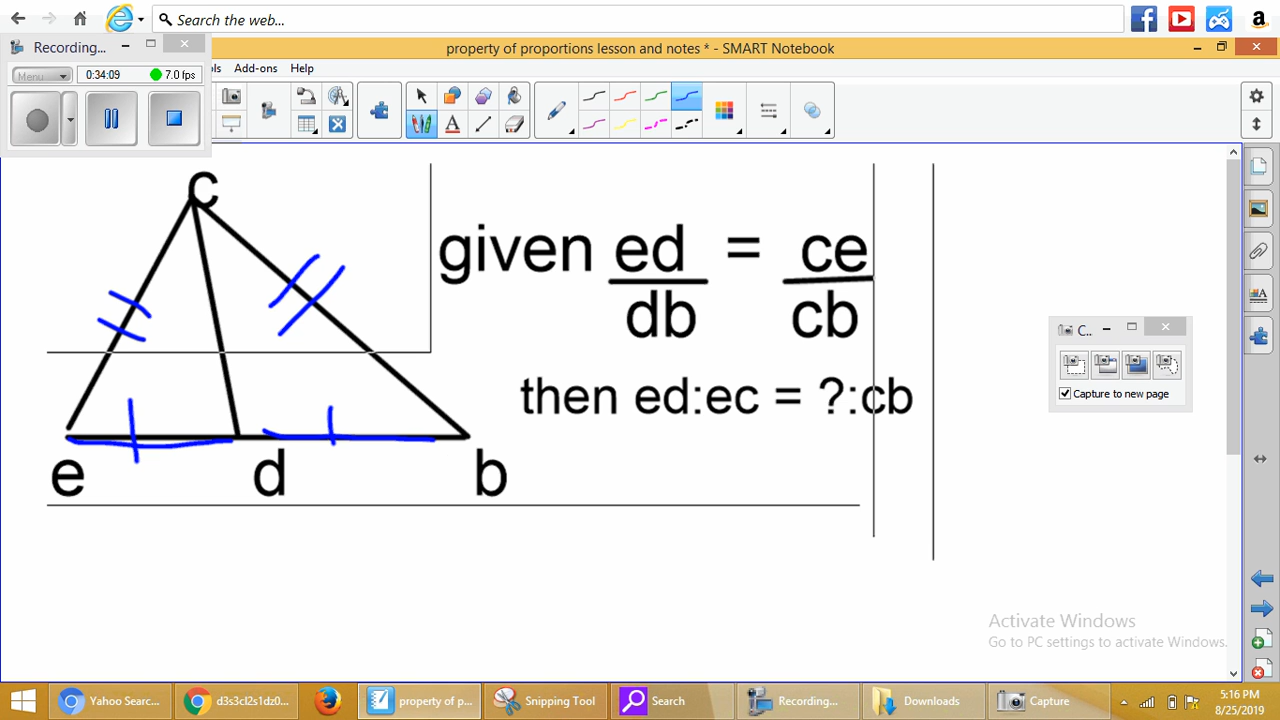 Search the web...
Recording...
property of proportions lesson and notes * - SMART Notebook
Menu
0:34:09
7.0 fps
ols Add-ons Help
c
given ed = ce
db cb
then ed:ec = ?:cb
e d b
C..
Capture to new page
Activate Windows
Go to PC settings to activate Windows.
Yahoo Searc...
d3s3cl2s1dz0...
property of p...
Snipping Tool
Search
Recording...
Downloads
Capture
5:16 PM
8/25/2019